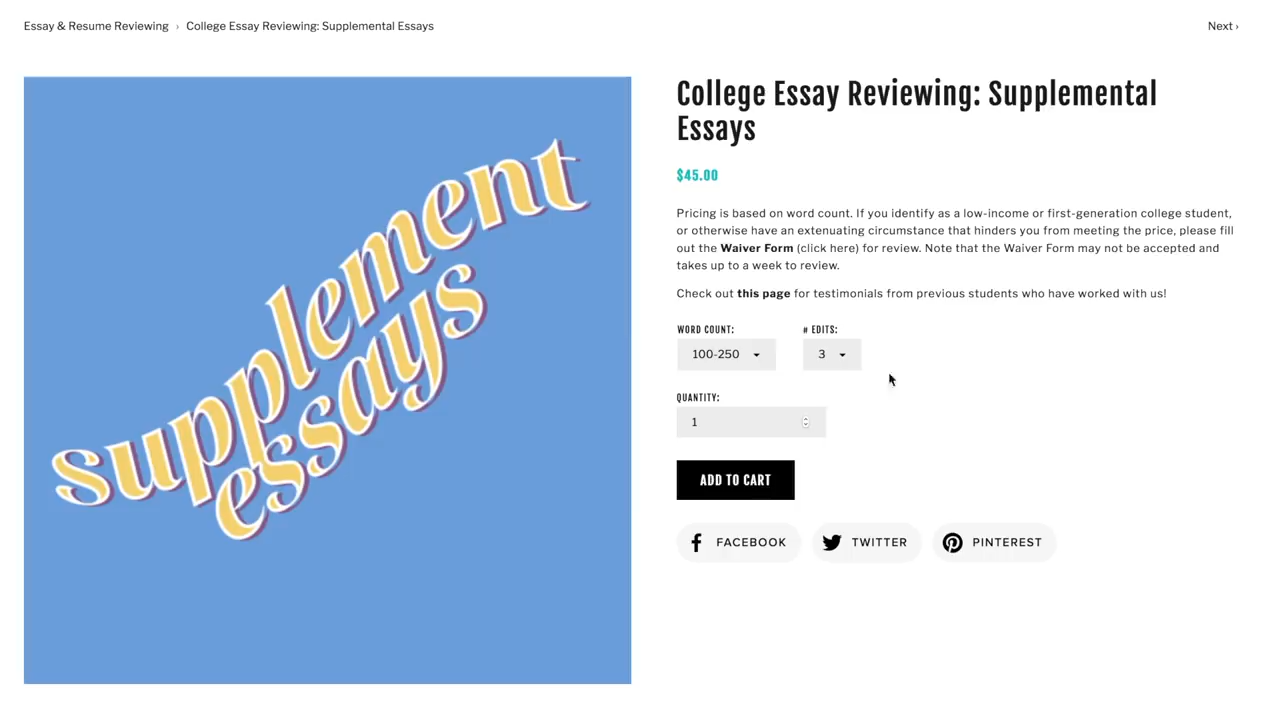 Essay & Resume Reviewing › College Essay Reviewing: Supplemental Essays
Next ›
supplement
essays
College Essay Reviewing: Supplemental
Essays
$45.00
Pricing is based on word count. If you identify as a low-income or first-generation college student,
or otherwise have an extenuating circumstance that hinders you from meeting the price, please fill
out the Waiver Form (click here) for review. Note that the Waiver Form may not be accepted and
takes up to a week to review.
Check out this page for testimonials from previous students who have worked with us!
WORD COUNT: # EDITS:
100-250 3
QUANTITY:
1
ADD TO CART
FACEBOOK TWITTER PINTEREST